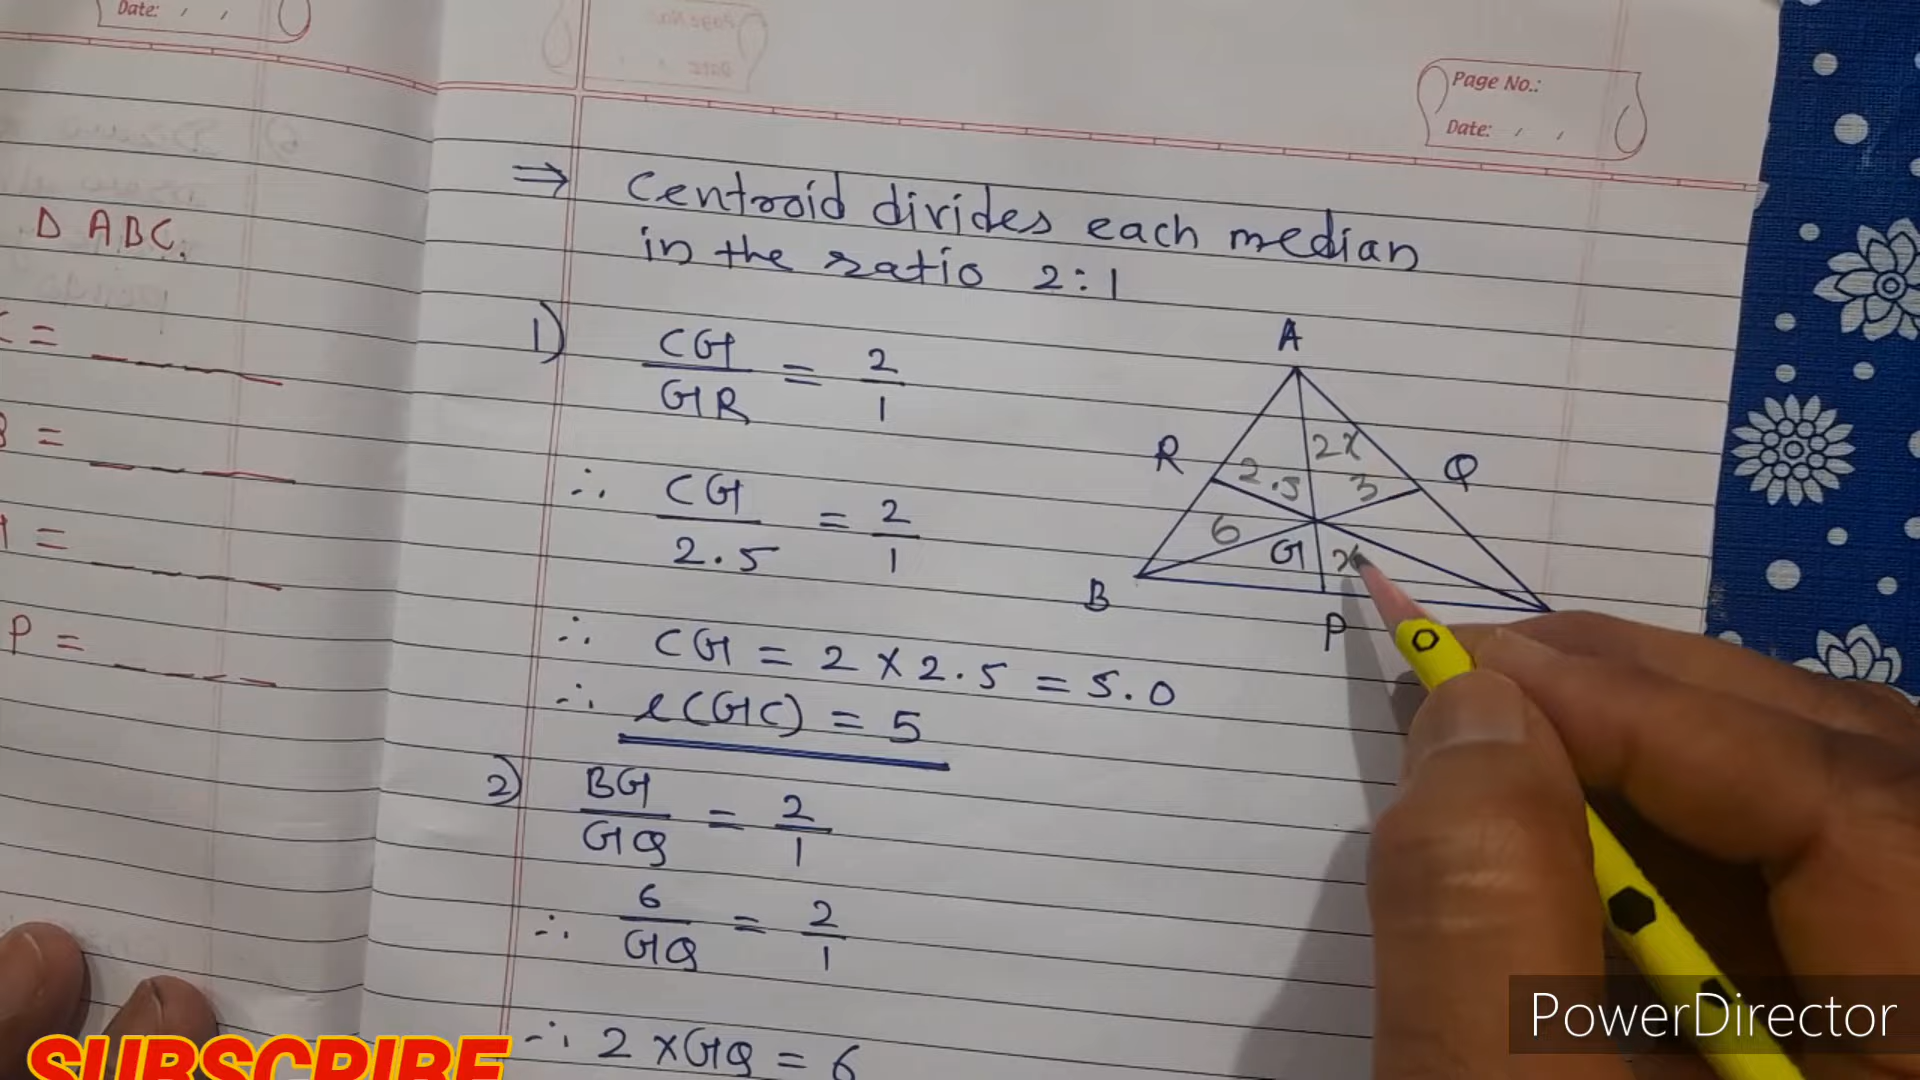 Date: , ,
Page No.:
Date: , ,
Δ ABC.
=
=
=
P =
⇒ Centroid divides each median
in the ratio 2:1
1) CG/GR = 2/1
∴ CG/2.5 = 2/1
∴ CG = 2 × 2.5 = 5.0
∴ l(GC) = 5
2) BG/GQ = 2/1
∴ 6/GQ = 2/1
∴ 2 × GQ = 6
A
R
2x
Q
2.5
3
6
G
x
B
P
SUBSCRIBE
PowerDirector